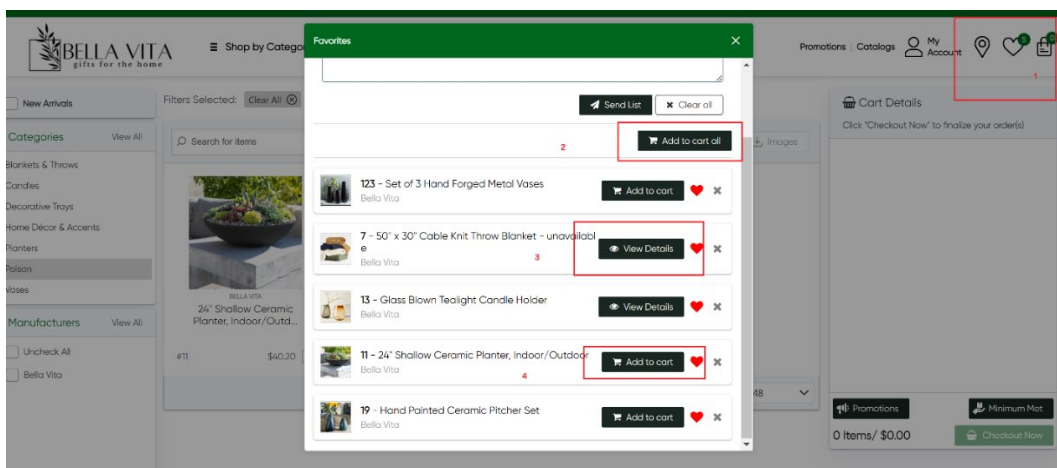 BELLA VITA
gifts for the home
Shop by Catego
Favorites
Promotions
Catalogs
My
Account
5
0
1
New Arrivals
Categories
View All
Blankets & Throws
Candles
Decorative Trays
Home Décor & Accents
Planters
Poison
Vases
Manufacturers
View All
Uncheck All
Bella Vita
Filters Selected:
Clear All
Search for items
Images
BELLA VITA
24" Shallow Ceramic
Planter, Indoor/Outd...
#11
$40.20
48
Send List
Clear all
2
Add to cart all
123 - Set of 3 Hand Forged Metal Vases
Bella Vita
Add to cart
7 - 50" x 30" Cable Knit Throw Blanket - unavailabl
e
Bella Vita
3
View Details
13 - Glass Blown Tealight Candle Holder
Bella Vita
View Details
11 - 24" Shallow Ceramic Planter, Indoor/Outdoor
Bella Vita
4
Add to cart
19 - Hand Painted Ceramic Pitcher Set
Bella Vita
Add to cart
Cart Details
Click "Checkout Now" to finalize your order(s)
Promotions
Minimum Met
0 Items/ $0.00
Checkout Now